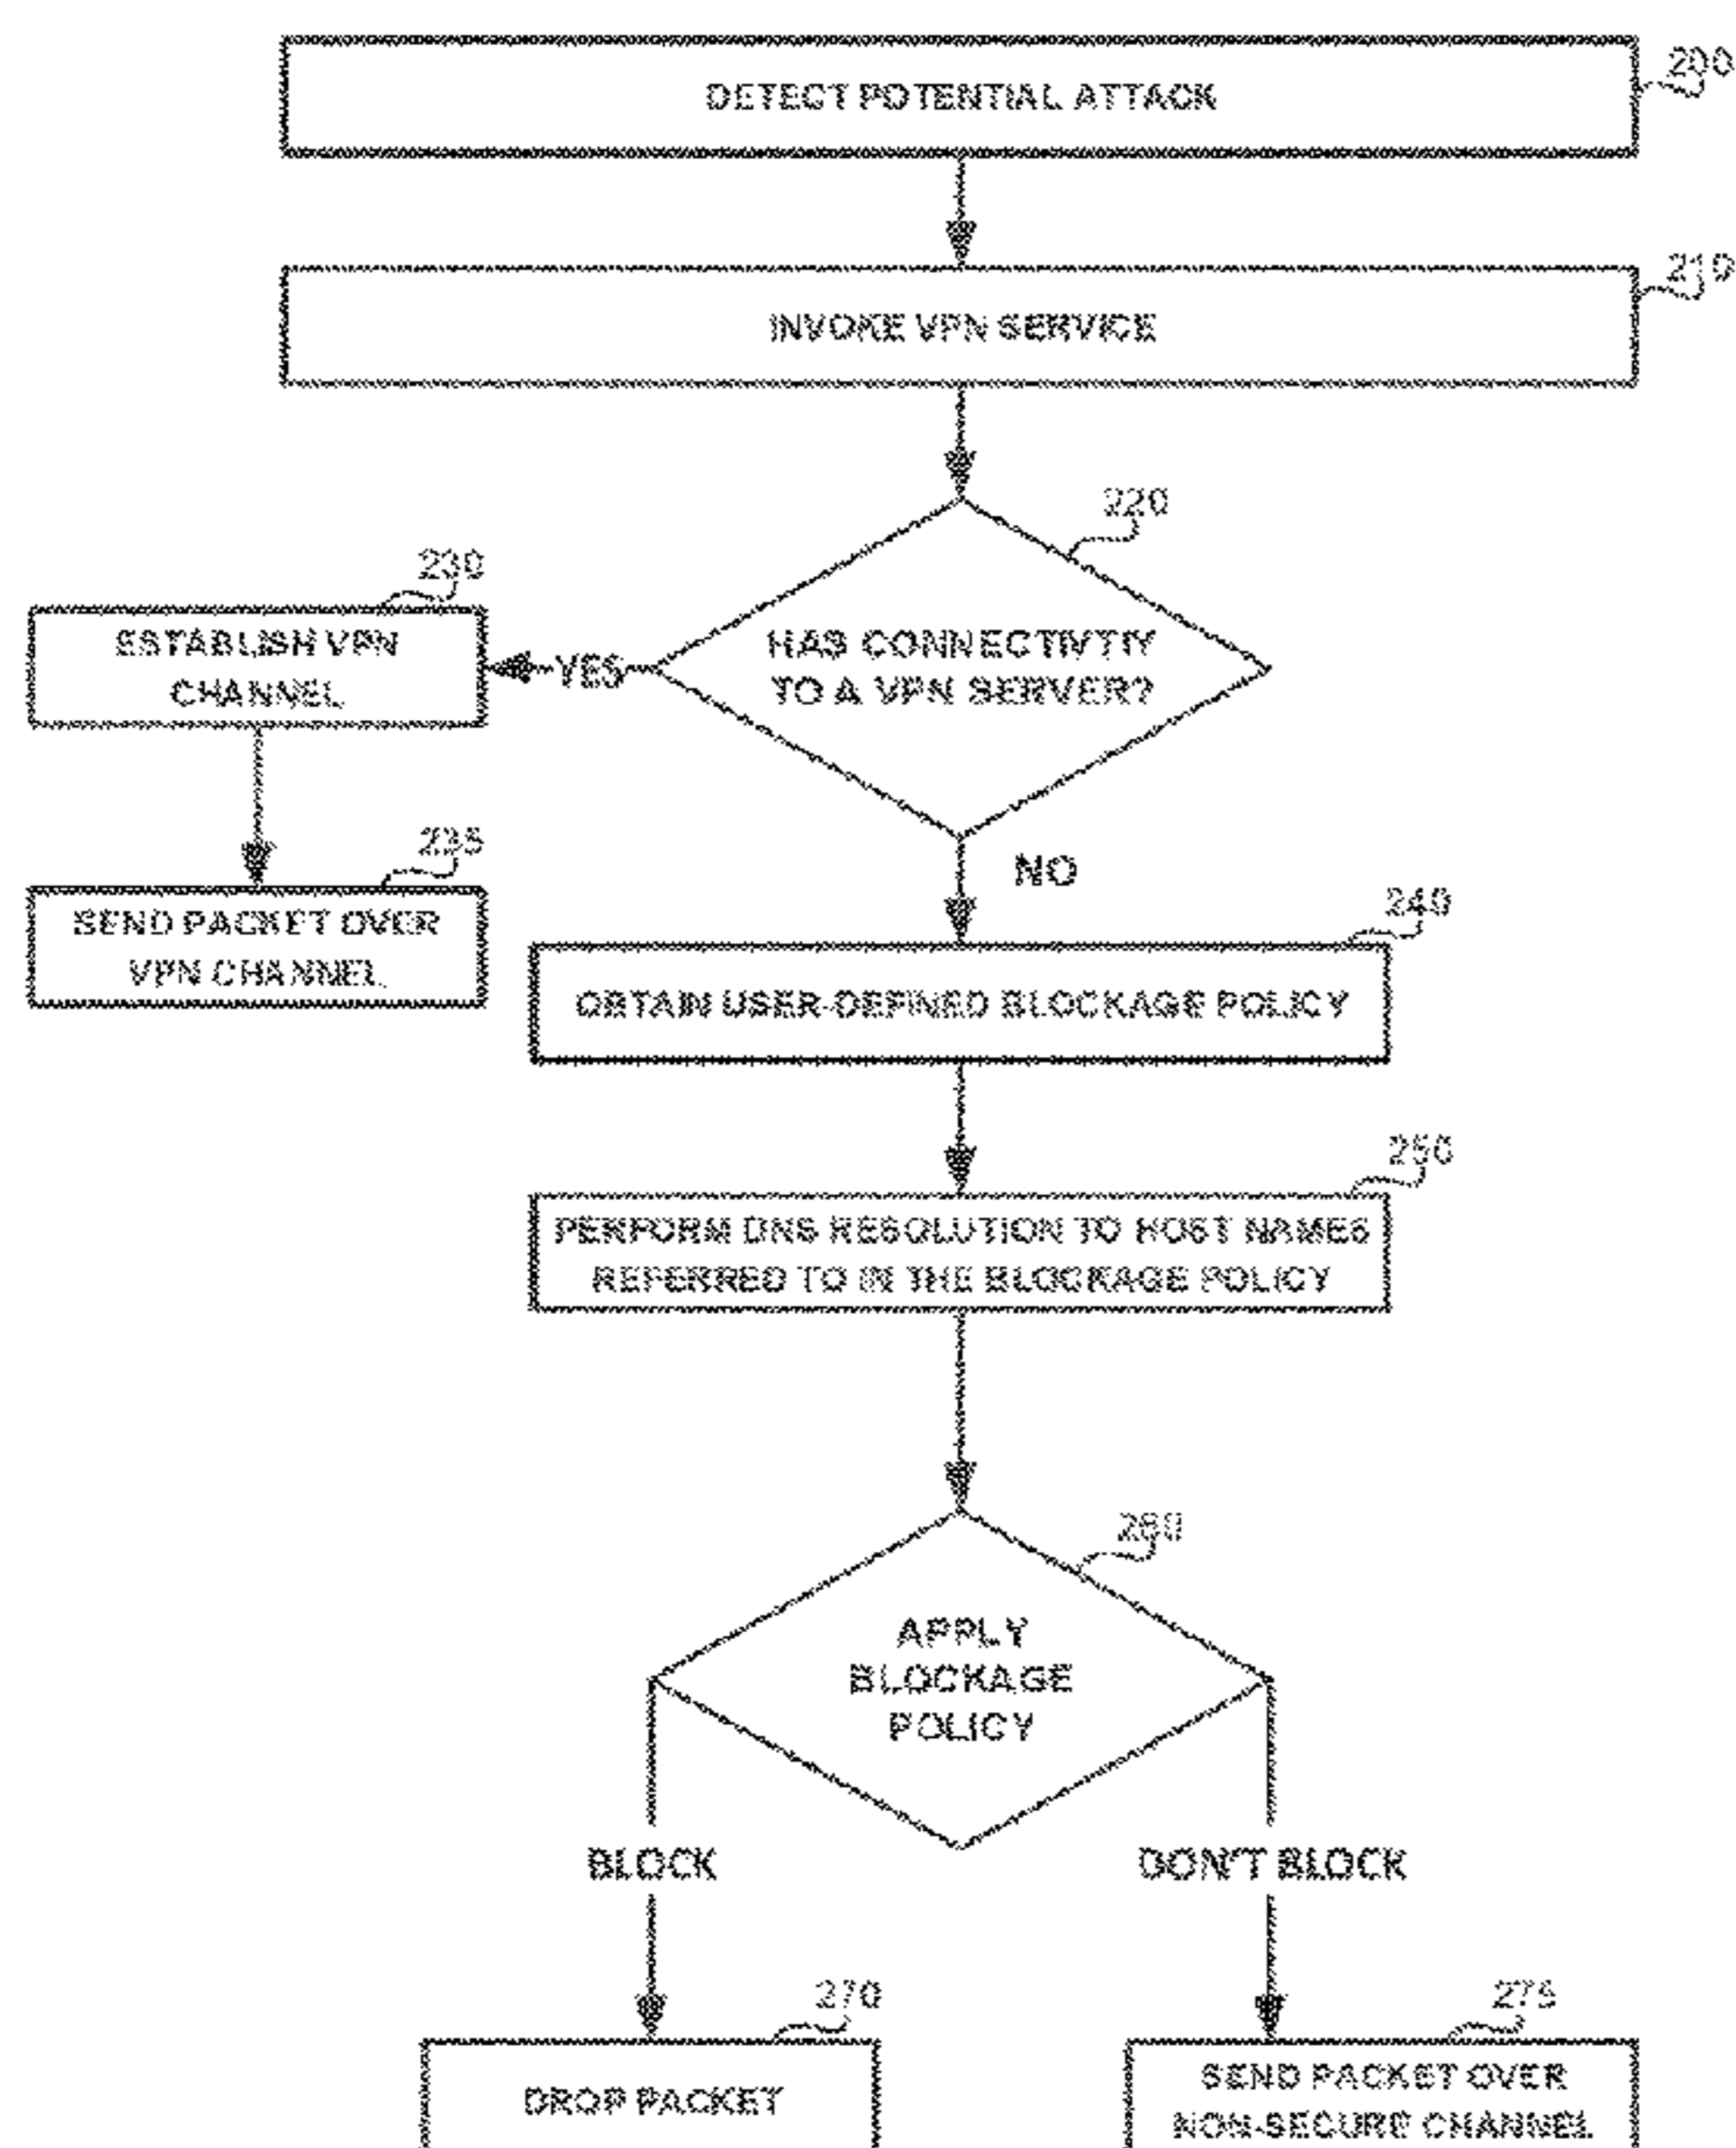 200
DETECT POTENTIAL ATTACK
210
INVOKE VPN SERVICE
220
HAS CONNECTIVTIY
TO A VPN SERVER?
230
ESTABLISH VPN
CHANNEL
YES
235
SEND PACKET OVER
VPN CHANNEL
NO
240
OBTAIN USER-DEFINED BLOCKAGE POLICY
250
PERFORM DNS RESOLUTION TO HOST NAMES
REFERRED TO IN THE BLOCKAGE POLICY
260
APPLY
BLOCKAGE
POLICY
BLOCK
DON'T BLOCK
270
DROP PACKET
275
SEND PACKET OVER
NON-SECURE CHANNEL